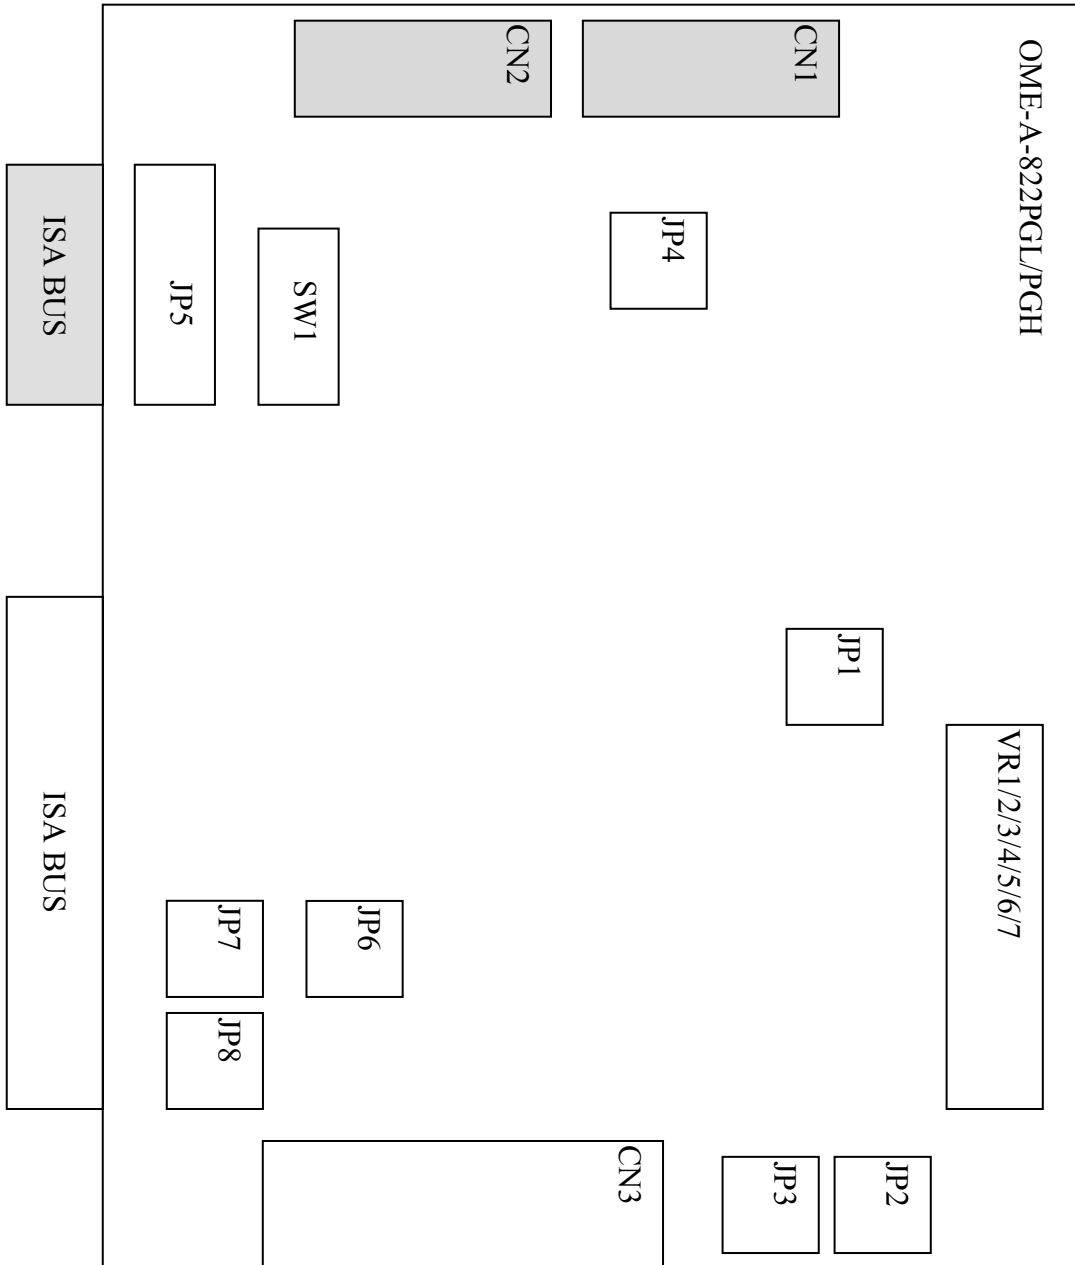 OME-A-822PGL/PGH
CN1
CN2
JP4
SW1
JP5
ISA BUS
JP1
VR1/2/3/4/5/6/7
JP6
JP7
JP8
ISA BUS
JP2
JP3
CN3